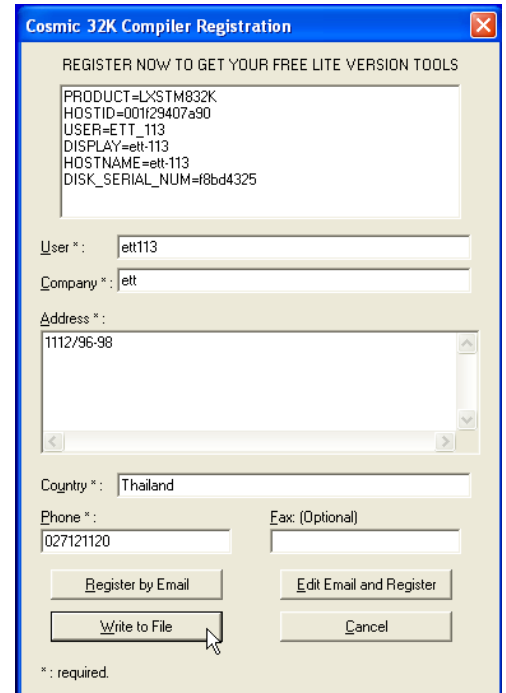 Cosmic 32K Compiler Registration
REGISTER NOW TO GET YOUR FREE LITE VERSION TOOLS
PRODUCT=LXSTM832K
HOSTID=001f29407a90
USER=ETT_113
DISPLAY=ett-113
HOSTNAME=ett-113
DISK_SERIAL_NUM=f8bd4325
User * : ett113
Company * : ett
Address * :
1112/96-98
Country * : Thailand
Phone * : Fax: (Optional)
027121120
Register by Email Edit Email and Register
Write to File Cancel
* : required.